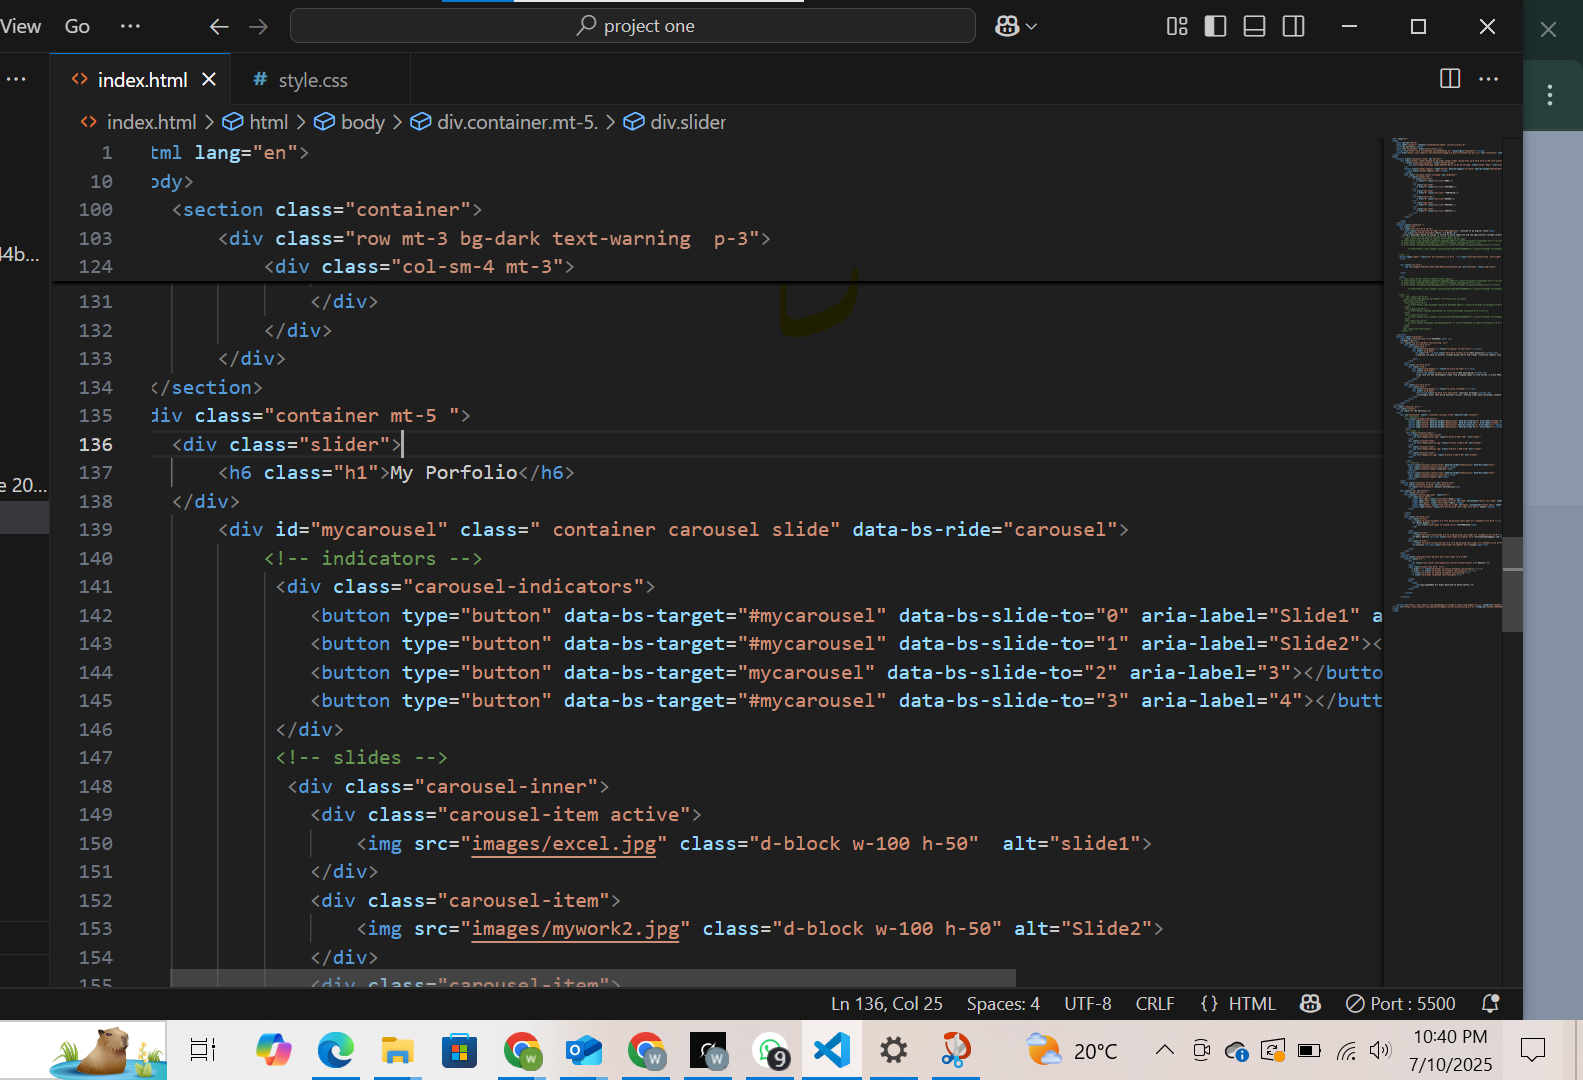 View Go ... project one
index.html style.css
index.html > html > body > div.container.mt-5. > div.slider
1 tml lang="en">
10 ody>
100 <section class="container">
103 <div class="row mt-3 bg-dark text-warning  p-3">
124 <div class="col-sm-4 mt-3">
131 </div>
132 </div>
133 </div>
134 </section>
135 div class="container mt-5 ">
136 <div class="slider">
137 <h6 class="h1">My Porfolio</h6>
138 </div>
139 <div id="mycarousel" class=" container carousel slide" data-bs-ride="carousel">
140 <!-- indicators -->
141 <div class="carousel-indicators">
142 <button type="button" data-bs-target="#mycarousel" data-bs-slide-to="0" aria-label="Slide1" a
143 <button type="button" data-bs-target="#mycarousel" data-bs-slide-to="1" aria-label="Slide2"><
144 <button type="button" data-bs-target="mycarousel" data-bs-slide-to="2" aria-label="3"></butto
145 <button type="button" data-bs-target="#mycarousel" data-bs-slide-to="3" aria-label="4"></butt
146 </div>
147 <!-- slides -->
148 <div class="carousel-inner">
149 <div class="carousel-item active">
150 <img src="images/excel.jpg" class="d-block w-100 h-50"  alt="slide1">
151 </div>
152 <div class="carousel-item">
153 <img src="images/mywork2.jpg" class="d-block w-100 h-50" alt="Slide2">
154 </div>
155 <div class="carousel-item">
44b...
e 20...
Ln 136, Col 25 Spaces: 4 UTF-8 CRLF {} HTML Port : 5500
20°C 10:40 PM
7/10/2025